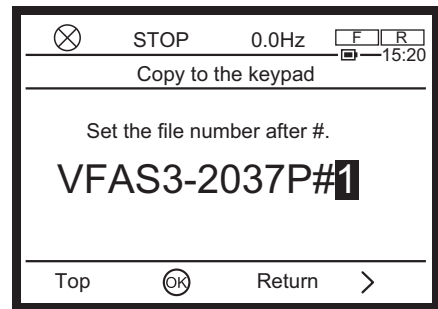 STOP 0.0Hz F R
15:20
Copy to the keypad
Set the file number after #.
VFAS3-2037P#1
Top OK Return >